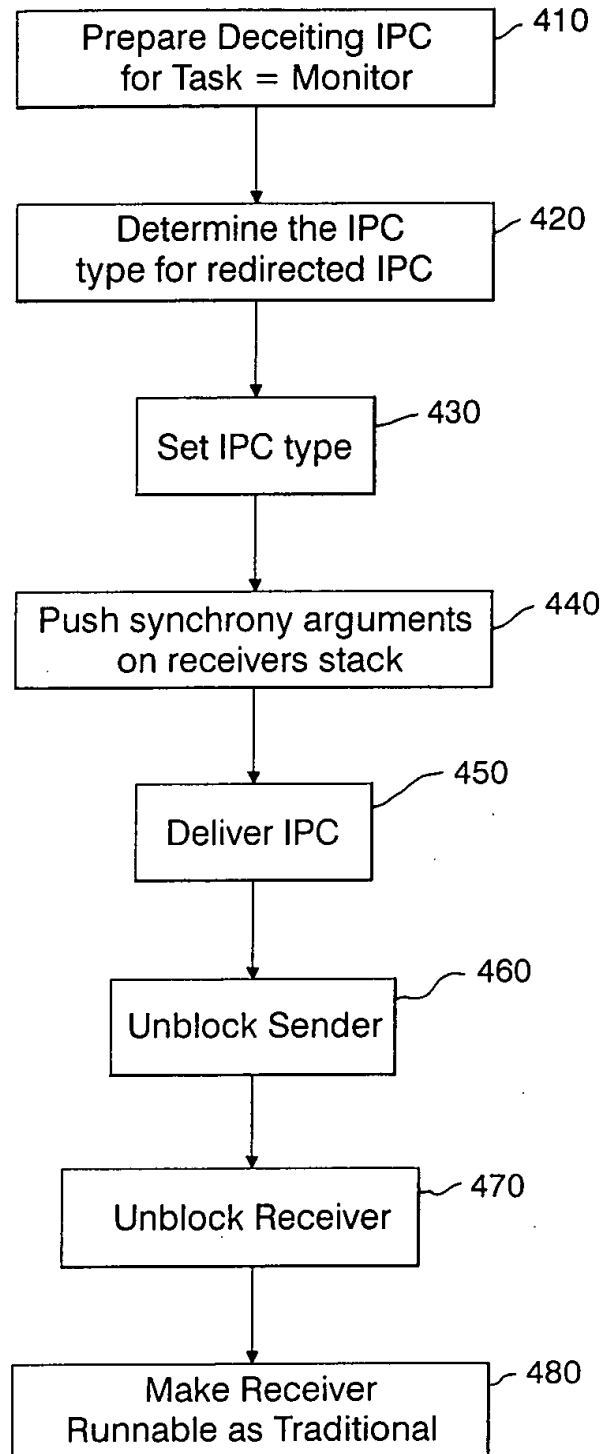 Prepare Deceiting IPC
for Task = Monitor
410
Determine the IPC
type for redirected IPC
420
Set IPC type
430
Push synchrony arguments
on receivers stack
440
Deliver IPC
450
Unblock Sender
460
Unblock Receiver
470
Make Receiver
Runnable as Traditional
480